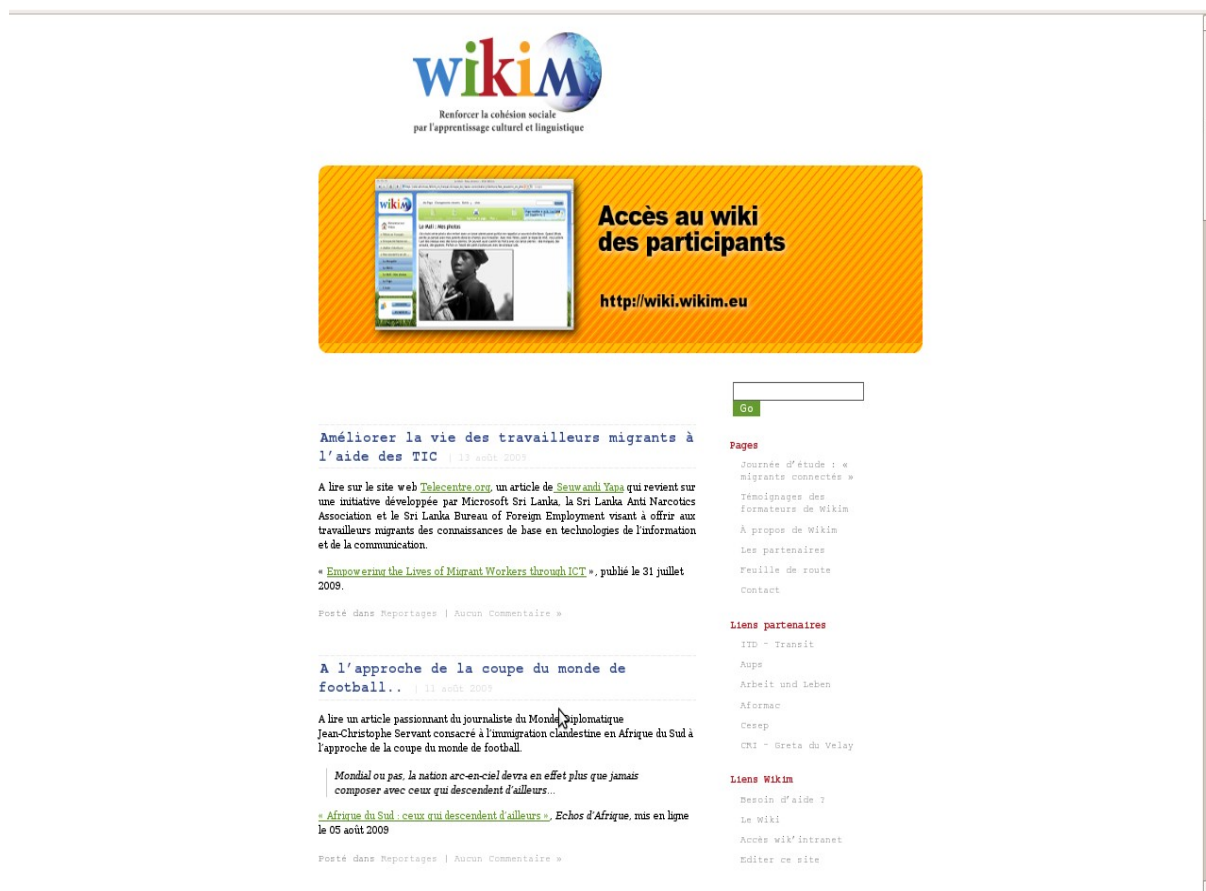 wikiM
Renforcer la cohésion sociale
par l'apprentissage culturel et linguistique
wikiM
Le Mali : Mes photos
Accès au wiki
des participants
http://wiki.wikim.eu
Go
Améliorer la vie des travailleurs migrants à
l'aide des TIC | 13 août 2009
A lire sur le site web Telecentre.org, un article de Seuwandi Yapa qui revient sur
une initiative développée par Microsoft Sri Lanka, la Sri Lanka Anti Narcotics
Association et le Sri Lanka Bureau of Foreign Employment visant à offrir aux
travailleurs migrants des connaissances de base en technologies de l'information
et de la communication.
« Empowering the Lives of Migrant Workers through ICT », publié le 31 juillet
2009.
Posté dans Reportages | Aucun Commentaire »
A l'approche de la coupe du monde de
football.. | 11 août 2009
A lire un article passionnant du journaliste du Monde Diplomatique
Jean-Christophe Servant consacré à l'immigration clandestine en Afrique du Sud à
l'approche de la coupe du monde de football.
Mondial ou pas, la nation arc-en-ciel devra en effet plus que jamais
composer avec ceux qui descendent d'ailleurs...
« Afrique du Sud : ceux qui descendent d'ailleurs », Echos d'Afrique, mis en ligne
le 05 août 2009
Posté dans Reportages | Aucun Commentaire »
Pages
Journée d'étude : «
migrants connectés »
Témoignages des
formateurs de Wikim
À propos de Wikim
Les partenaires
Feuille de route
Contact
Liens partenaires
ITD - Transit
Aups
Arbeit und Leben
Aformac
Cesep
CRI - Greta du Velay
Liens Wikim
Besoin d'aide ?
Le Wiki
Accès wik'intranet
Editer ce site